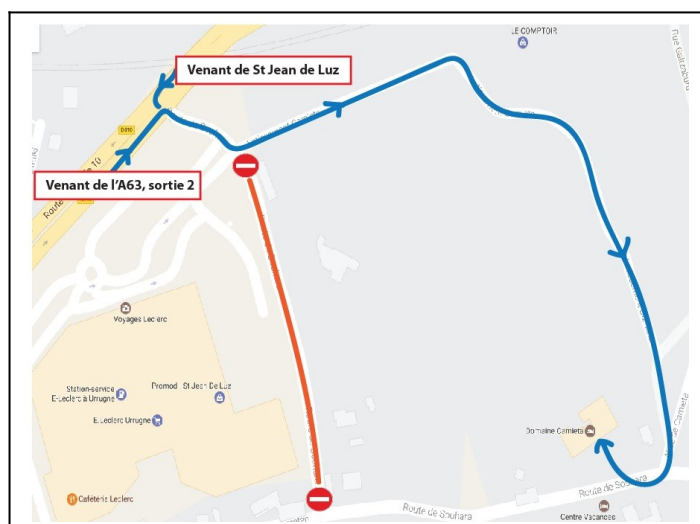 LE COMPTOIR
Venant de St Jean de Luz
D810
Venant de l'A63, sortie 2
Voyages Leclerc
Station-service
E-Leclerc à Urrugne
Promod - St Jean De Luz
E.Leclerc Urrugne
Cafétéria Leclerc
Domaine Camieta
Route de Souhara
Route de Souhara
Centre Vacances